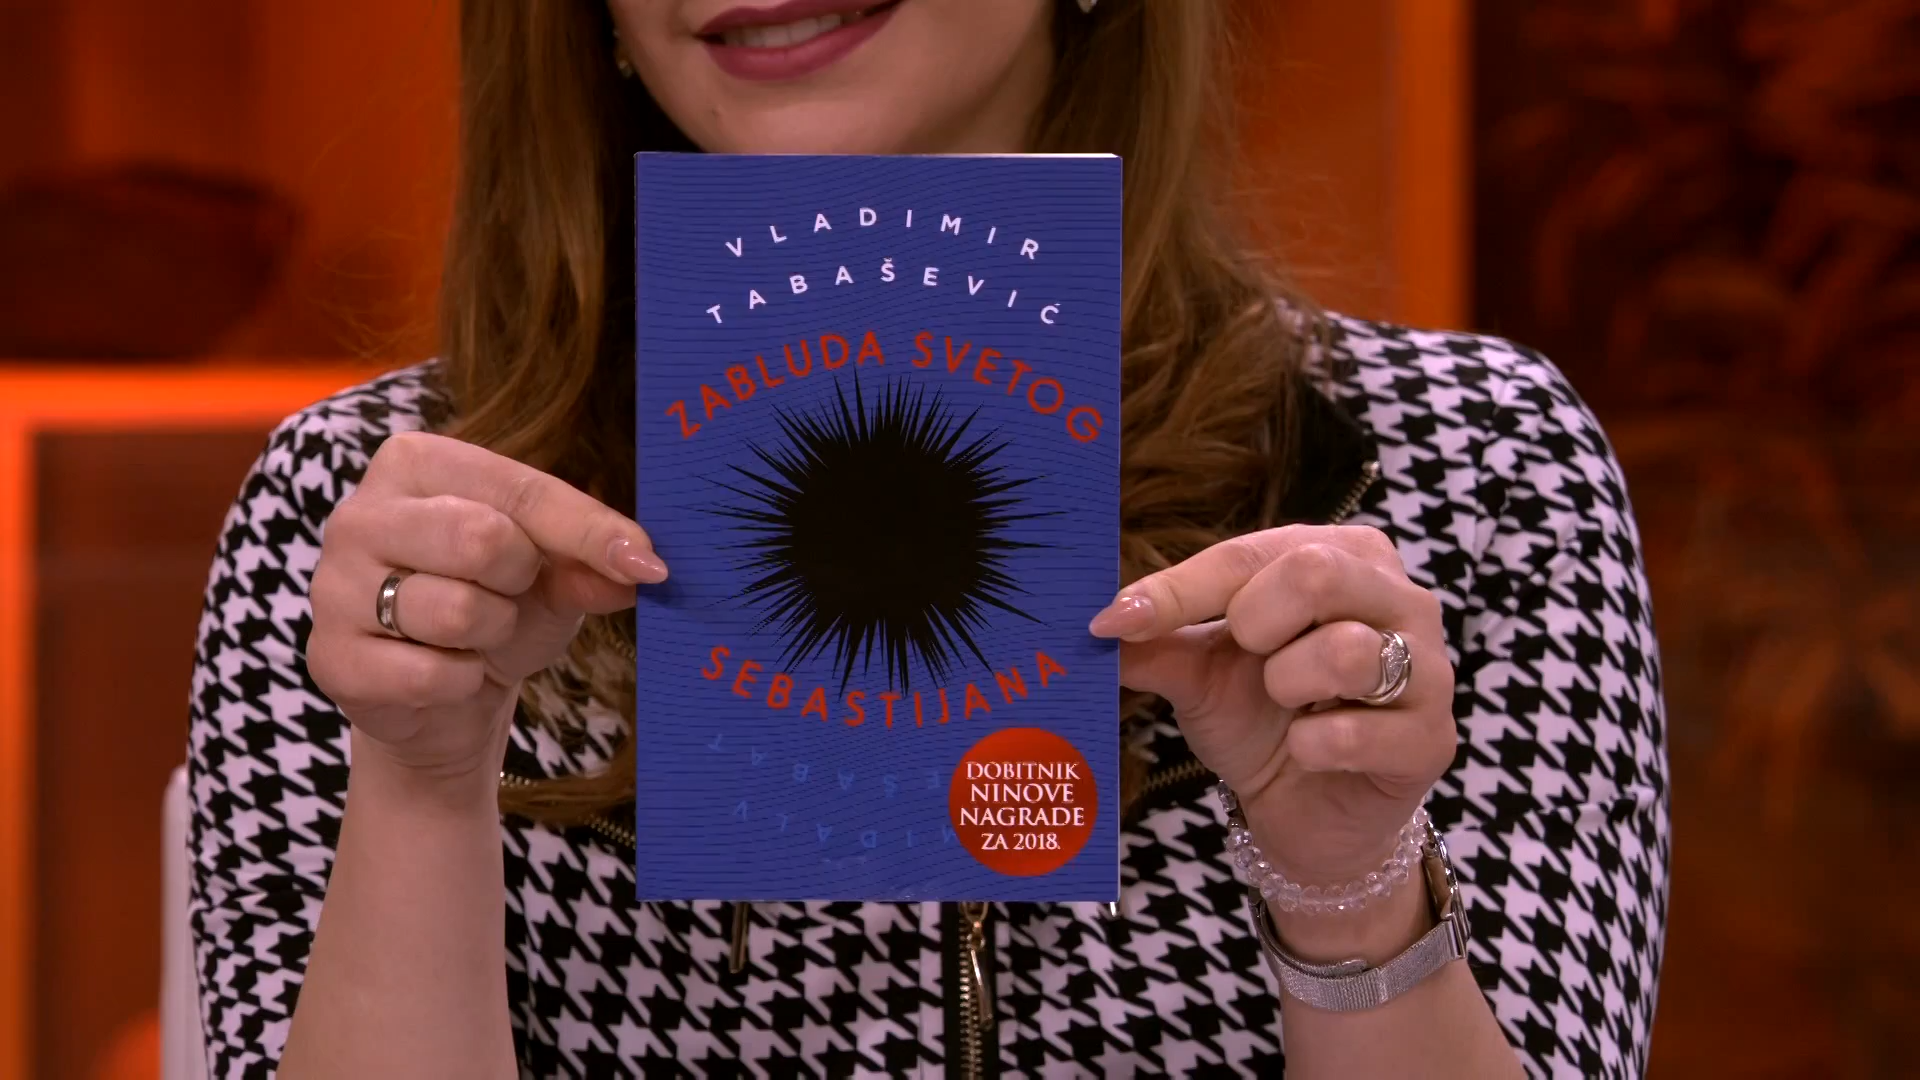 VLADIMIR
TABAŠEVIĆ
ZABLUDA SVETOG
SEBASTIJANA
DOBITNIK
NINOVE
NAGRADE
ZA 2018.